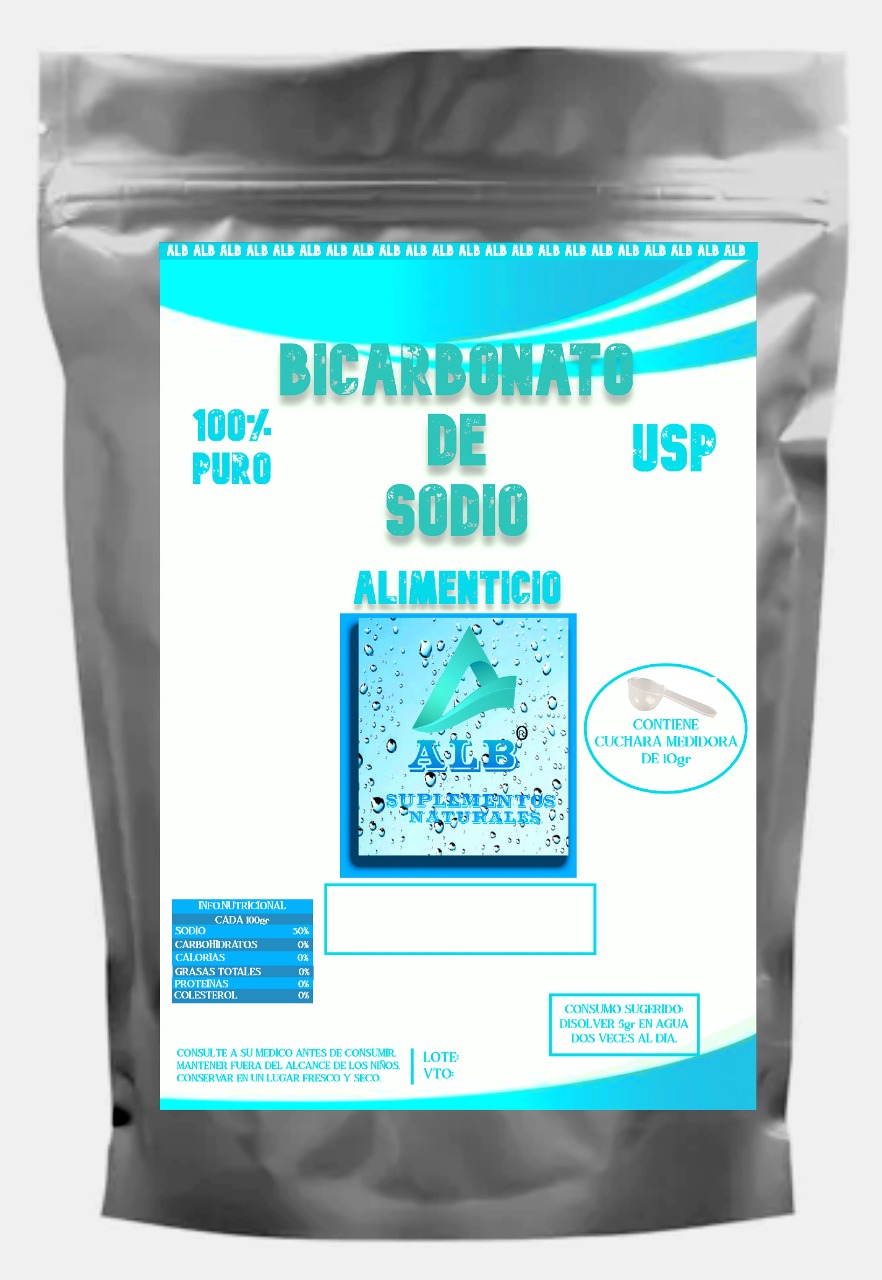 ALB ALB ALB ALB ALB ALB ALB ALB ALB ALB ALB ALB ALB ALB ALB ALB ALB ALB ALB ALB ALB ALB
BICARBONATO
DE
SODIO
100%
PURO
USP
ALIMENTICIO
ALB®
SUPLEMENTOS
NATURALES
CONTIENE
CUCHARA MEDIDORA
DE 10gr
INFO.NUTRICIONAL
CADA 100gr
SODIO 50%
CARBOHIDRATOS 0%
CALORIAS 0%
GRASAS TOTALES 0%
PROTEINAS 0%
COLESTEROL 0%
CONSUMO SUGERIDO:
DISOLVER 5gr EN AGUA
DOS VECES AL DIA.
CONSULTE A SU MEDICO ANTES DE CONSUMIR.
MANTENER FUERA DEL ALCANCE DE LOS NIÑOS.
CONSERVAR EN UN LUGAR FRESCO Y SECO.
LOTE:
VTO: